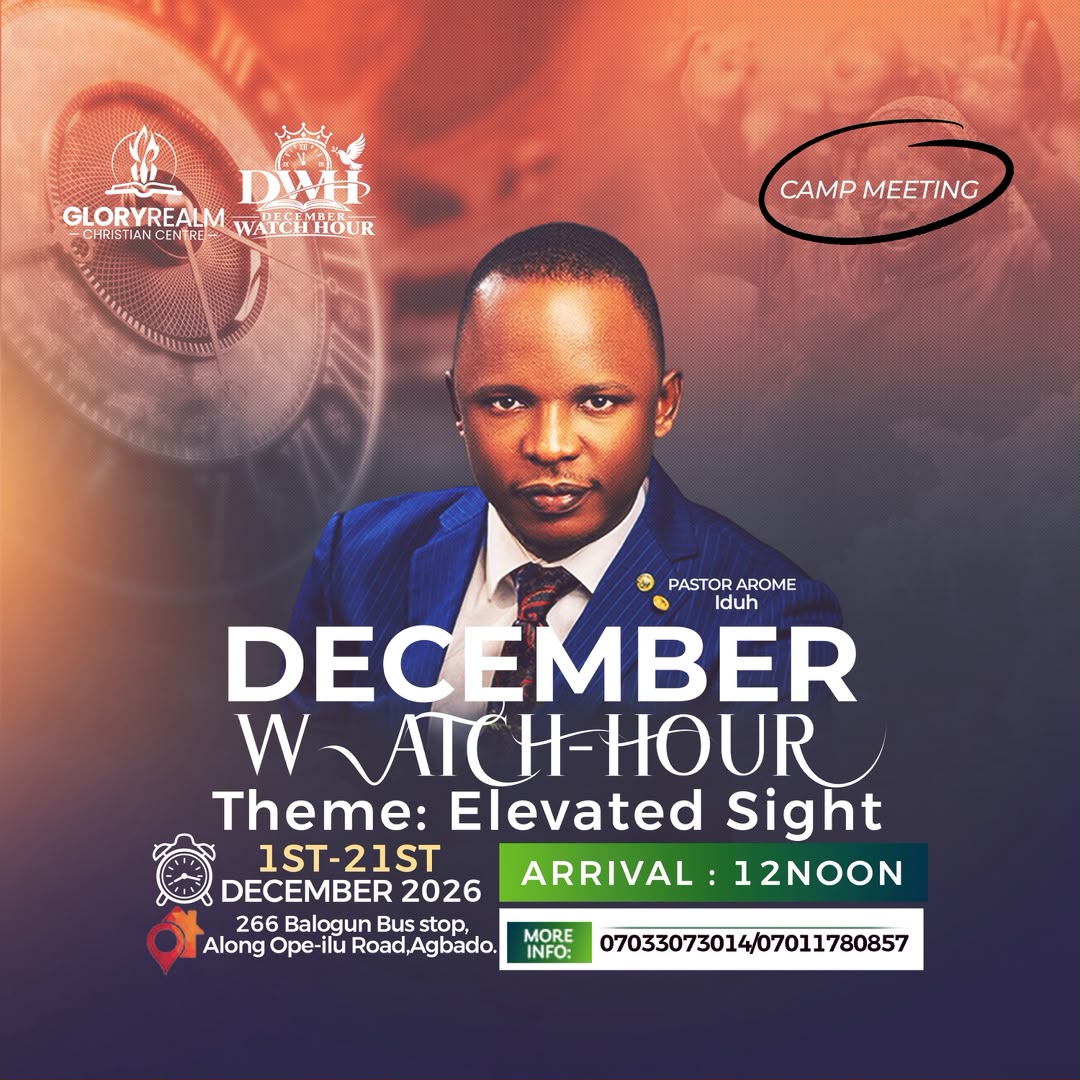 GLORYREALM
CHRISTIAN CENTRE
DWH
DECEMBER
WATCH HOUR
CAMP MEETING
PASTOR AROME
Iduh
DECEMBER
WATCH-HOUR
Theme: Elevated Sight
1ST-21ST
DECEMBER 2026
ARRIVAL : 12NOON
266 Balogun Bus stop,
Along Ope-ilu Road,Agbado.
MORE
INFO:
07033073014/07011780857